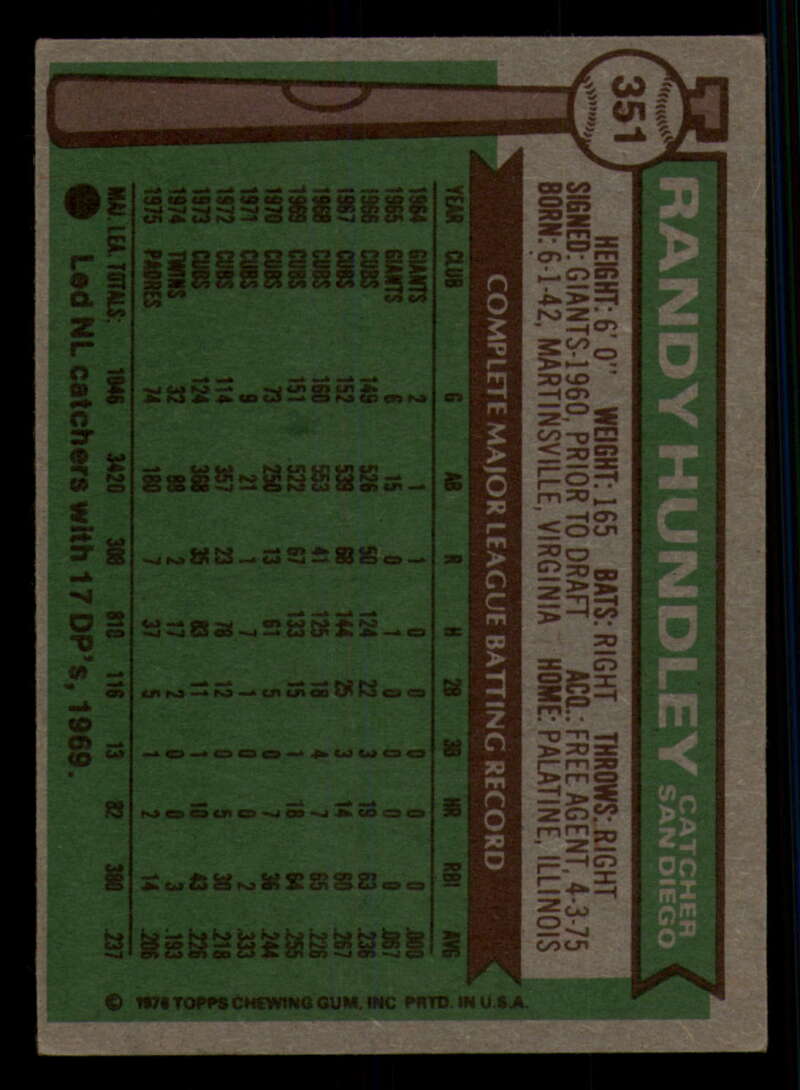 351
RANDY HUNDLEY CATCHER
SAN DIEGO
HEIGHT: 6' 0" WEIGHT: 165 BATS: RIGHT THROWS: RIGHT
SIGNED: GIANTS-1960, PRIOR TO DRAFT ACQ.: FREE AGENT, 4-3-75
BORN: 6-1-42, MARTINSVILLE, VIRGINIA HOME: PALATINE, ILLINOIS
COMPLETE MAJOR LEAGUE BATTING RECORD
YEAR CLUB G AB R H 2B 3B HR RBI AVG
1964 GIANTS 2 1 1 0 0 0 0 0 .000
1965 GIANTS 6 15 0 1 0 0 0 0 .067
1966 CUBS 149 526 50 124 22 3 19 63 .236
1967 CUBS 152 539 68 144 25 3 14 60 .267
1968 CUBS 160 553 41 125 18 4 7 65 .226
1969 CUBS 151 522 67 133 15 1 18 64 .255
1970 CUBS 73 250 13 61 5 0 7 36 .244
1971 CUBS 9 21 1 7 1 0 0 2 .333
1972 CUBS 114 357 23 78 12 0 5 30 .218
1973 CUBS 124 368 35 83 11 1 10 43 .226
1974 TWINS 32 88 2 17 2 0 0 3 .193
1975 PADRES 74 180 7 37 5 1 2 14 .206
MAJ. LEA. TOTALS: 1046 3420 308 810 116 13 82 380 .237
Led NL catchers with 17 DP's, 1969.
© 1976 TOPPS CHEWING GUM, INC PRTD. IN U.S.A.